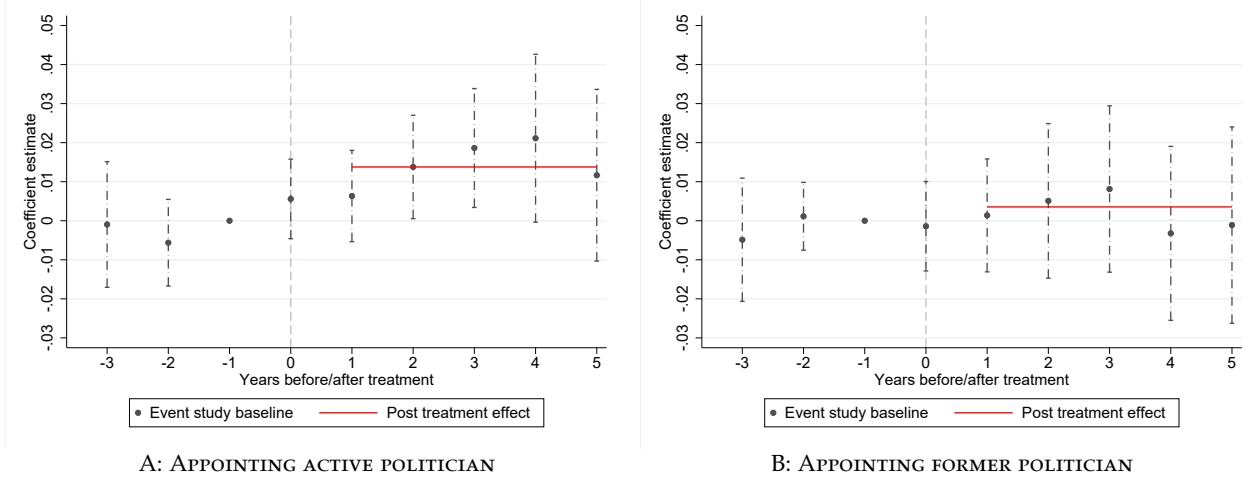 .05
.04
.03
.02
.01
0
-.01
-.02
-.03
Coefficient estimate
-3 -2 -1 0 1 2 3 4 5
Years before/after treatment
Event study baseline Post treatment effect
A: APPOINTING ACTIVE POLITICIAN
.05
.04
.03
.02
.01
0
-.01
-.02
-.03
Coefficient estimate
-3 -2 -1 0 1 2 3 4 5
Years before/after treatment
Event study baseline Post treatment effect
B: APPOINTING FORMER POLITICIAN